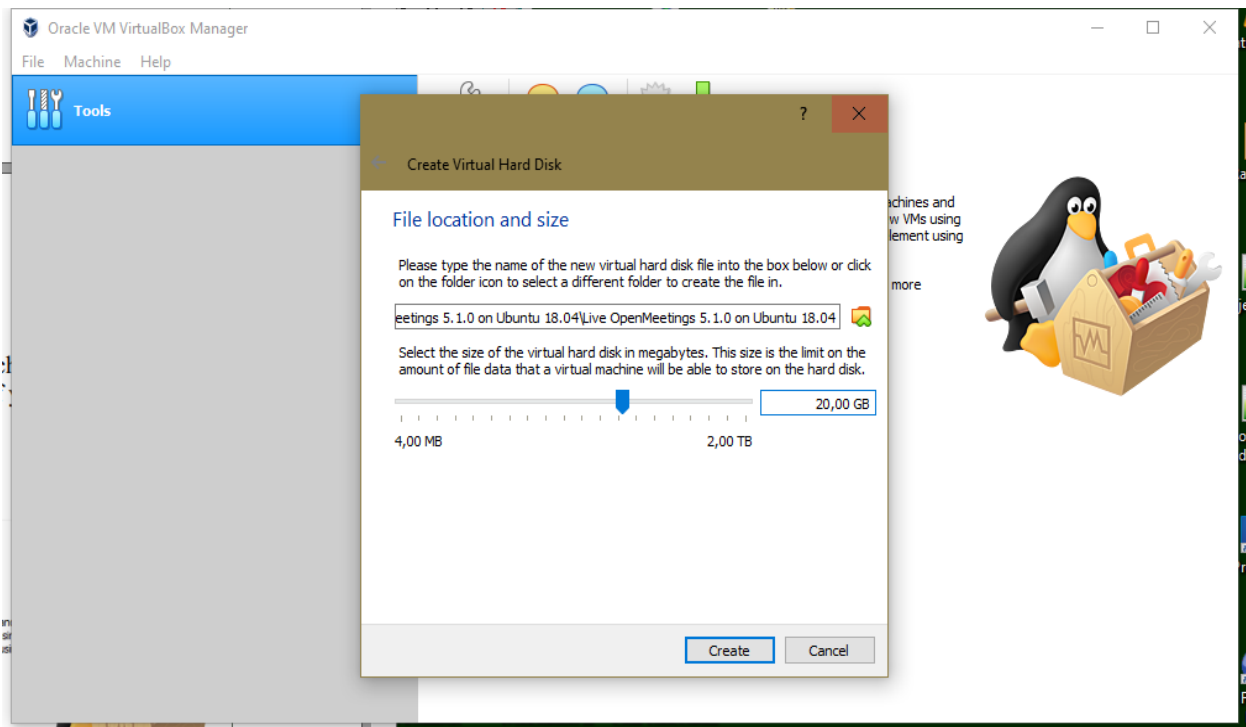 Oracle VM VirtualBox Manager
File Machine Help
Tools
?
Create Virtual Hard Disk
File location and size
Please type the name of the new virtual hard disk file into the box below or click
on the folder icon to select a different folder to create the file in.
eetings 5.1.0 on Ubuntu 18.04\Live OpenMeetings 5.1.0 on Ubuntu 18.04
Select the size of the virtual hard disk in megabytes. This size is the limit on the
amount of file data that a virtual machine will be able to store on the hard disk.
20,00 GB
4,00 MB 2,00 TB
Create Cancel
achines and
w VMs using
lement using
more